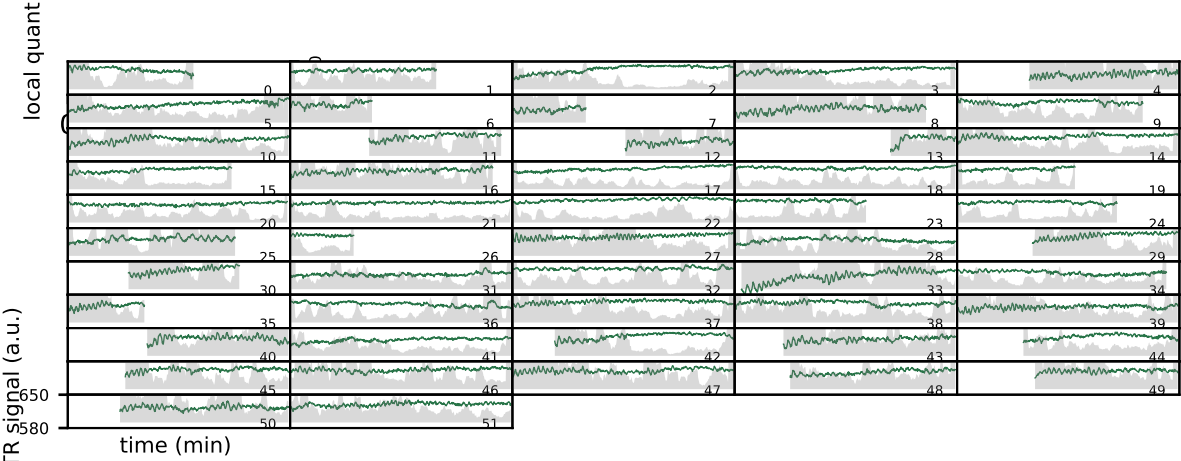 local quant
0 1 2 3 4
5 6 7 8 9
10 11 12 13 14
15 16 17 18 19
20 21 22 23 24
25 26 27 28 29
30 31 32 33 34
35 36 37 38 39
40 41 42 43 44
45 46 47 48 49
50 51
650
580
TR signal (a.u.)
time (min)